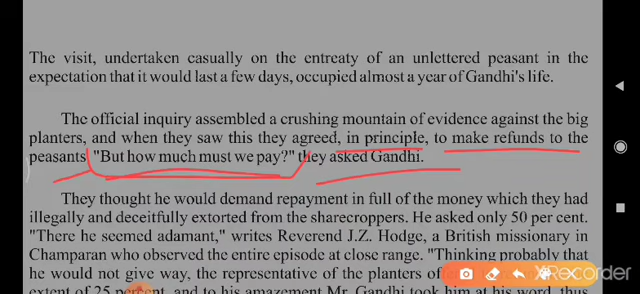 The visit, undertaken casually on the entreaty of an unlettered peasant in the
expectation that it would last a few days, occupied almost a year of Gandhi's life.
The official inquiry assembled a crushing mountain of evidence against the big
planters, and when they saw this they agreed, in principle, to make refunds to the
peasants. "But how much must we pay?" they asked Gandhi.
They thought he would demand repayment in full of the money which they had
illegally and deceitfully extorted from the sharecroppers. He asked only 50 per cent.
"There he seemed adamant," writes Reverend J.Z. Hodge, a British missionary in
Champaran who observed the entire episode at close range. "Thinking probably that
he would not give way, the representative of the planters of
extent of 25 percent, and to his amazement Mr. Gandhi took him at his word, thus
XRecorder